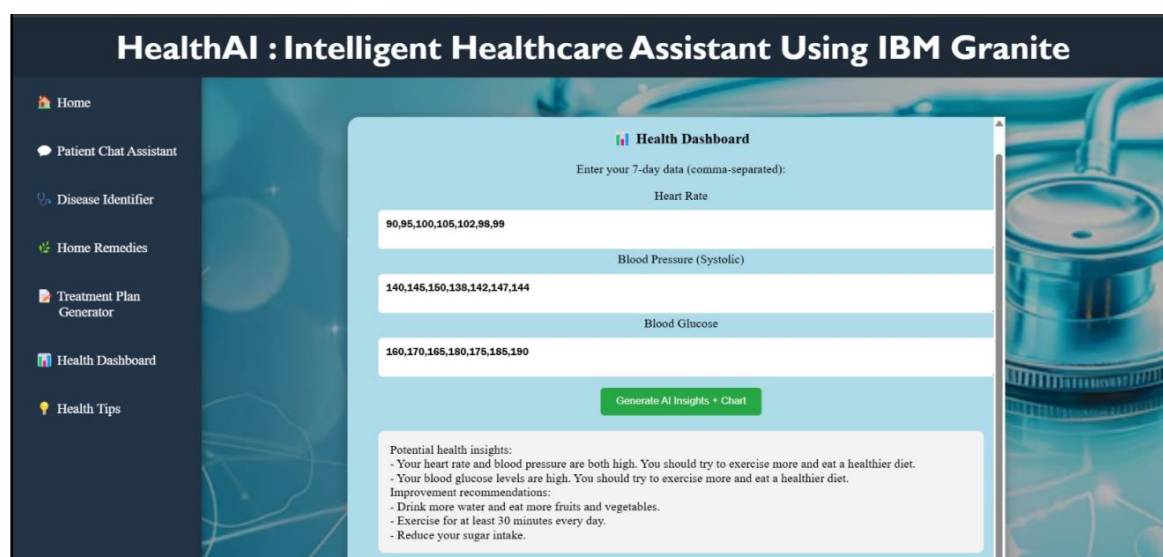 HealthAI : Intelligent Healthcare Assistant Using IBM Granite
Home
Patient Chat Assistant
Disease Identifier
Home Remedies
Treatment Plan
Generator
Health Dashboard
Health Tips
Health Dashboard
Enter your 7-day data (comma-separated):
Heart Rate
90,95,100,105,102,98,99
Blood Pressure (Systolic)
140,145,150,138,142,147,144
Blood Glucose
160,170,165,180,175,185,190
Generate AI Insights + Chart
Potential health insights:
- Your heart rate and blood pressure are both high. You should try to exercise more and eat a healthier diet.
- Your blood glucose levels are high. You should try to exercise more and eat a healthier diet.
Improvement recommendations:
- Drink more water and eat more fruits and vegetables.
- Exercise for at least 30 minutes every day.
- Reduce your sugar intake.